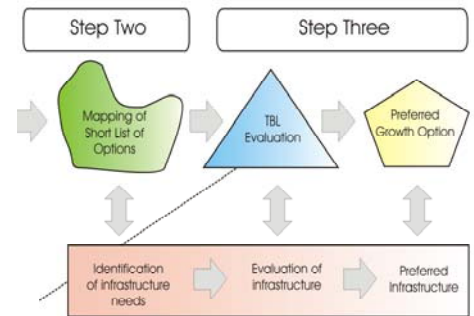 Step Two
Step Three
Mapping of
Short List of
Options
TBL
Evaluation
Preferred
Growth Option
Identification
of infrastructure
needs
Evaluation of
infrastructure
Preferred
Infrastructure